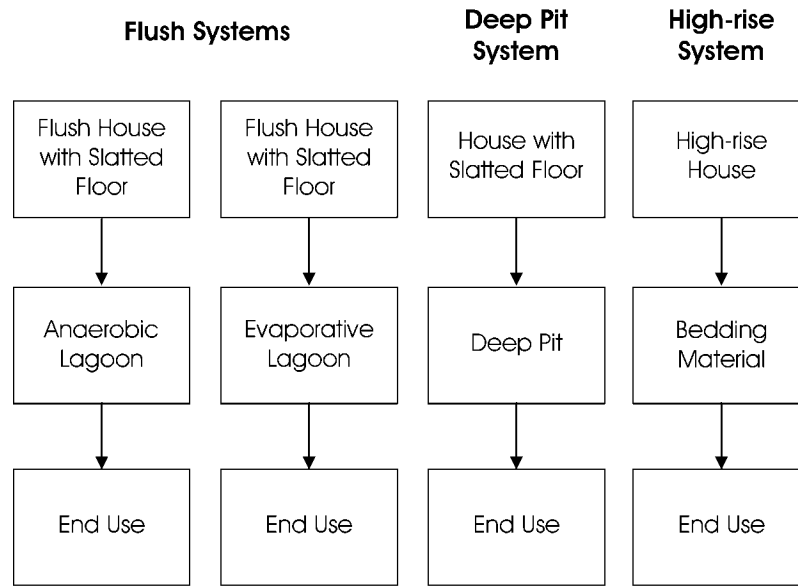 Flush Systems
Deep Pit
System
High-rise
System
Flush House
with Slatted
Floor
Flush House
with Slatted
Floor
House with
Slatted Floor
High-rise
House
Anaerobic
Lagoon
Evaporative
Lagoon
Deep Pit
Bedding
Material
End Use
End Use
End Use
End Use